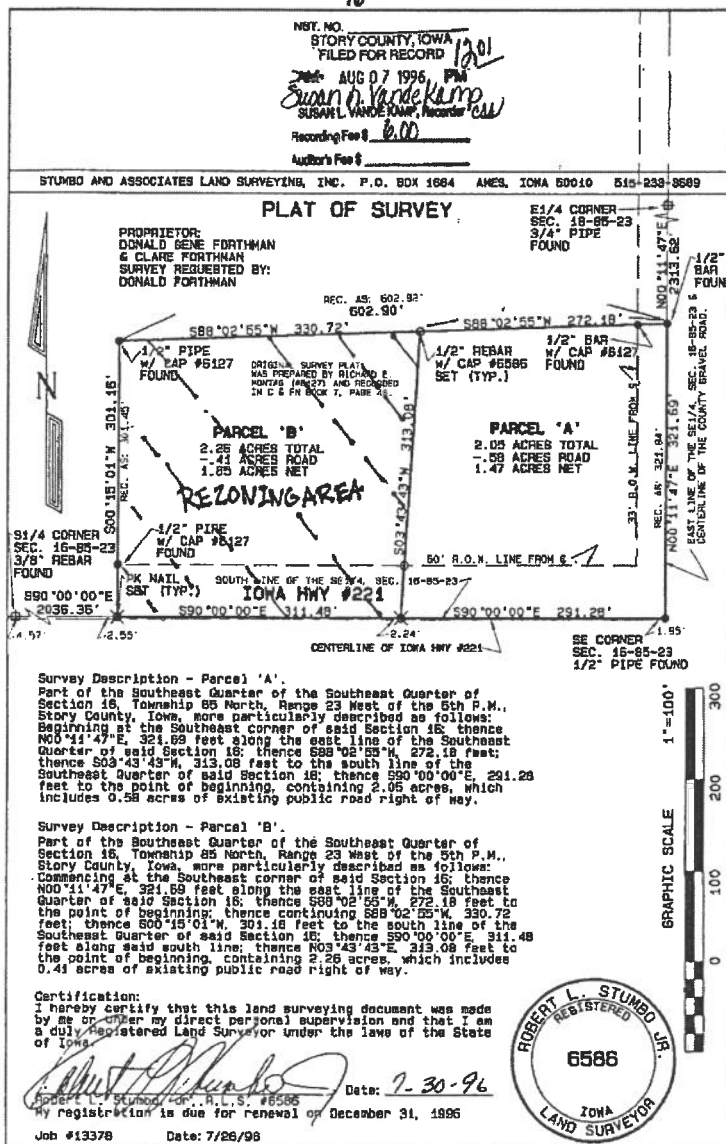 INST. NO.
STORY COUNTY, IOWA
FILED FOR RECORD 1201
AUG 07 1996 PM
Susan L. VandeKamp
SUSAN L. VANDE KAMP, Recorder
Recording Fee $ 6.00
Auditor's Fee $
STUMBO AND ASSOCIATES LAND SURVEYING, INC. P.O. BOX 1664 AMES, IOWA 50010 515-233-3689
PLAT OF SURVEY
PROPRIETOR:
DONALD GENE FORTHMAN
& CLARE FORTHMAN
SURVEY REQUESTED BY:
DONALD FORTHMAN
E1/4 CORNER
SEC. 16-85-23
3/4" PIPE
FOUND
N00°11'47"E
2313.62'
1/2"
BAR
FOUND
REC. AS: 602.92'
602.90'
S88°02'55"W 330.72'
S88°02'55"W 272.18'
1/2" PIPE
W/ CAP #6127
FOUND
ORIGINAL SURVEY PLAT
WAS PREPARED BY RICHARD E.
MONTAG (#6127) AND RECORDED
IN C & FN BOOK 7, PAGE
1/2" REBAR
W/ CAP #6586
SET (TYP.)
1/2" BAR
W/ CAP #6127
FOUND
S00°15'01"W 301.16'
REC. AS: 301.45'
PARCEL 'B'
2.26 ACRES TOTAL
-.41 ACRES ROAD
1.85 ACRES NET
REZONING AREA
S03°43'43"W 313.08'
PARCEL 'A'
2.05 ACRES TOTAL
-.58 ACRES ROAD
1.47 ACRES NET
33' R.O.W. LINE FROM ℄
REC. AS: 321.84'
N00°11'47"E 321.69'
EAST LINE OF THE SE1/4, SEC. 16-85-23 &
CENTERLINE OF THE COUNTY GRAVEL ROAD.
S1/4 CORNER
SEC. 16-85-23
3/8" REBAR
FOUND
1/2" PIPE
W/ CAP #6127
FOUND
60' R.O.W. LINE FROM ℄
PK NAIL
SET (TYP.)
SOUTH LINE OF THE SE1/4, SEC. 16-85-23
IOWA HWY #221
S90°00'00"E
2036.36'
S90°00'00"E 311.48'
S90°00'00"E 291.28'
4.57'
2.55'
2.24'
1.95'
CENTERLINE OF IOWA HWY #221
SE CORNER
SEC. 16-85-23
1/2" PIPE FOUND
Survey Description - Parcel 'A'.
Part of the Southeast Quarter of the Southeast Quarter of
Section 16, Township 85 North, Range 23 West of the 5th P.M.,
Story County, Iowa, more particularly described as follows:
Beginning at the Southeast corner of said Section 16; thence
N00°11'47"E, 321.69 feet along the east line of the Southeast
Quarter of said Section 16; thence S88°02'55"W, 272.18 feet;
thence S03°43'43"W, 313.08 feet to the south line of the
Southeast Quarter of said Section 16; thence S90°00'00"E, 291.28
feet to the point of beginning, containing 2.05 acres, which
includes 0.58 acres of existing public road right of way.
Survey Description - Parcel 'B'.
Part of the Southeast Quarter of the Southeast Quarter of
Section 16, Township 85 North, Range 23 West of the 5th P.M.,
Story County, Iowa, more particularly described as follows:
Commencing at the Southeast corner of said Section 16; thence
N00°11'47"E, 321.69 feet along the east line of the Southeast
Quarter of said Section 16; thence S88°02'55"W, 272.18 feet to
the point of beginning; thence continuing S88°02'55"W, 330.72
feet; thence S00°15'01"W, 301.16 feet to the south line of the
Southeast Quarter of said Section 16; thence S90°00'00"E, 311.48
feet along said south line; thence N03°43'43"E, 313.08 feet to
the point of beginning, containing 2.26 acres, which includes
0.41 acres of existing public road right of way.
1"=100'
GRAPHIC SCALE
0 100 200 300
Certification:
I hereby certify that this land surveying document was made
by me or under my direct personal supervision and that I am
a duly Registered Land Surveyor under the laws of the State
of Iowa.
Date: 7-30-96
Robert L. Stumbo, Jr., R.L.S. #6586
My registration is due for renewal on December 31, 1996
Job #13378 Date: 7/26/96
ROBERT L. STUMBO JR.
REGISTERED
6586
IOWA
LAND SURVEYOR